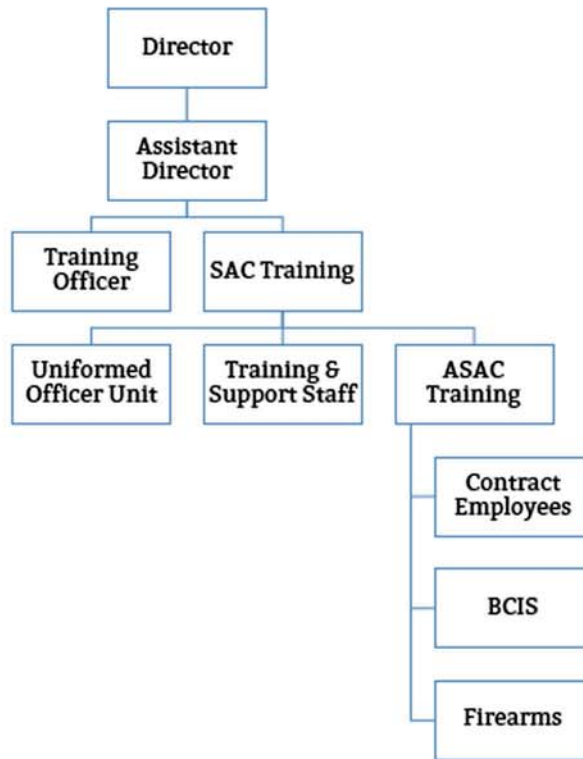 Director
Assistant
Director
Training
Officer
SAC Training
Uniformed
Officer Unit
Training &
Support Staff
ASAC
Training
Contract
Employees
BCIS
Firearms